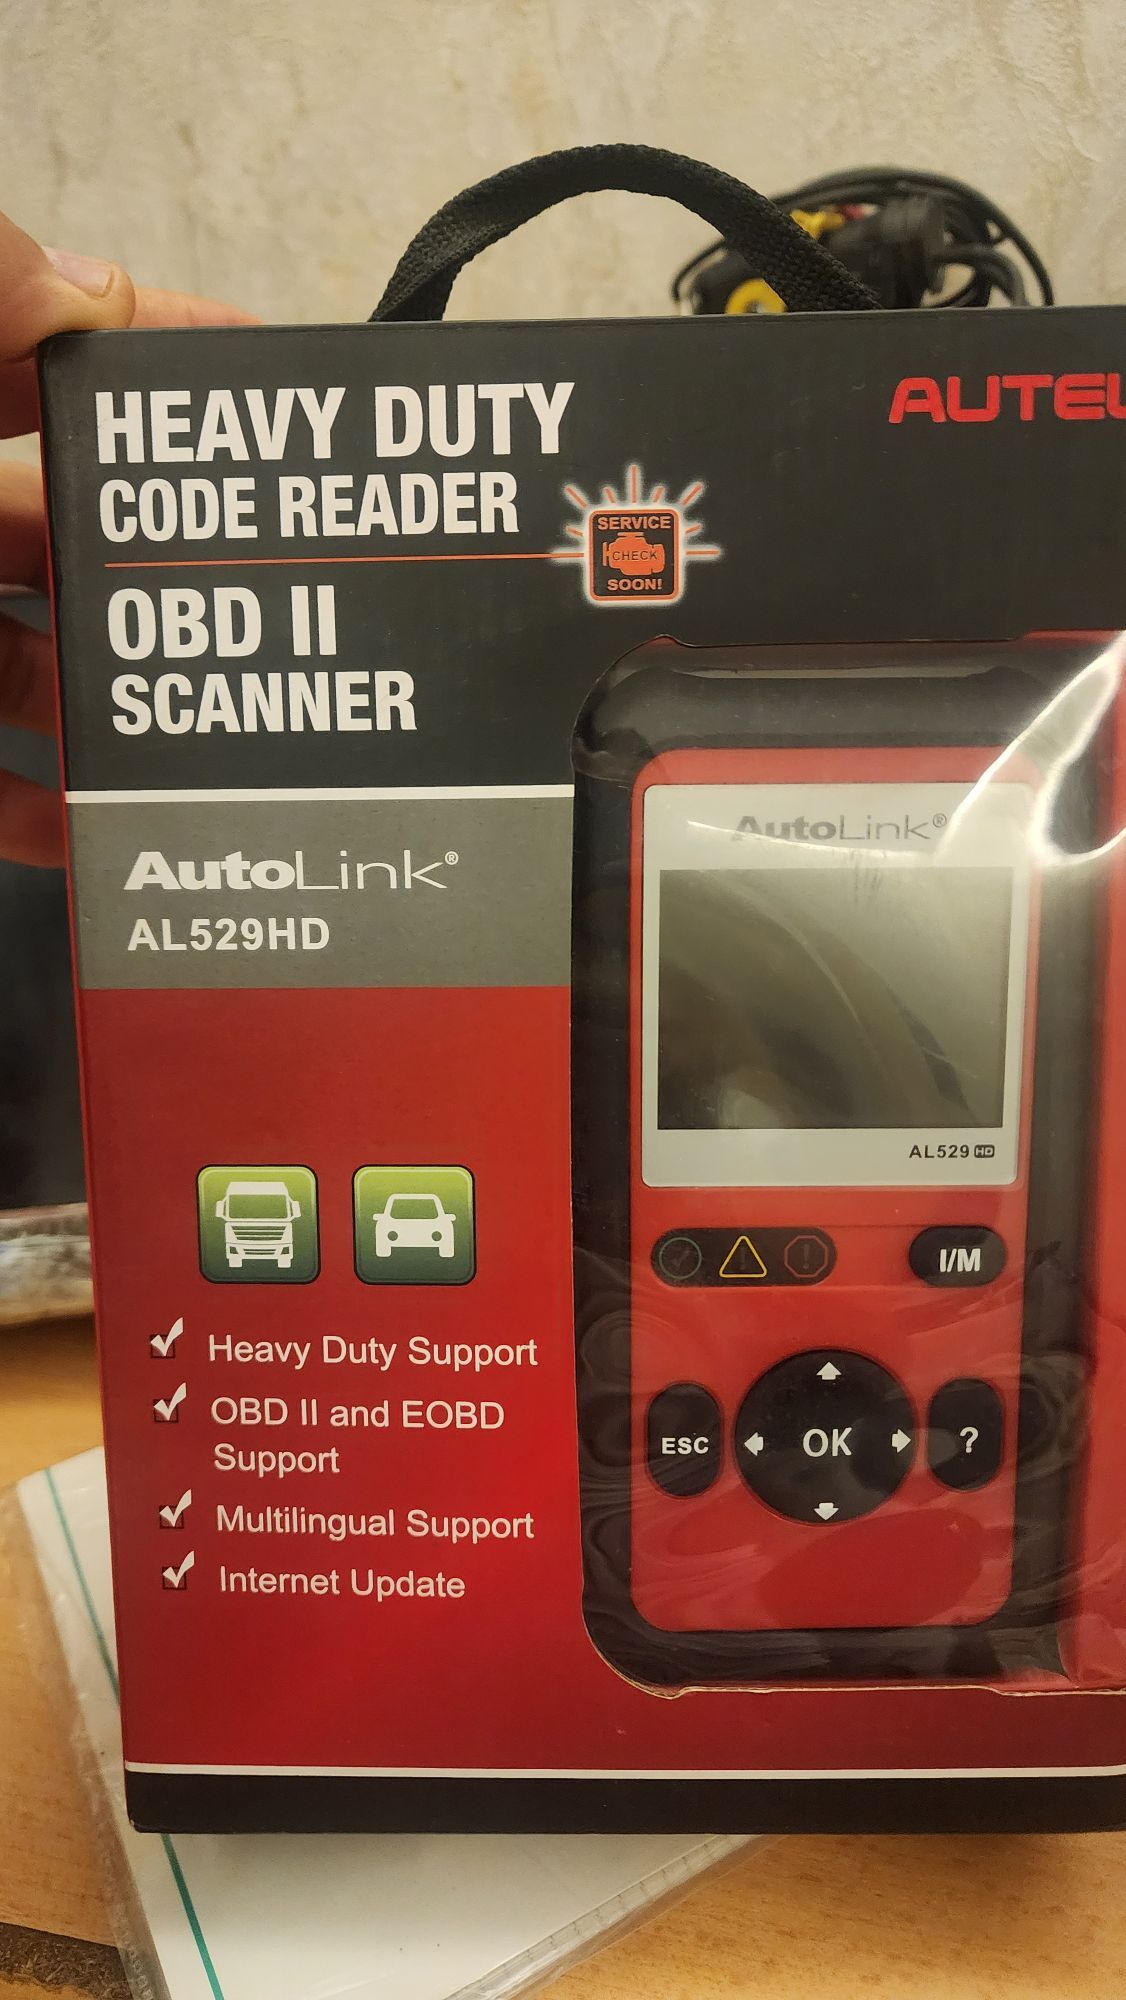 HEAVY DUTY
CODE READER
OBD II
SCANNER
AUTEL
SERVICE
CHECK
SOON!
AutoLink®
AL529HD
AutoLink®
AL529 HD
I/M
ESC
OK
?
Heavy Duty Support
OBD II and EOBD
Support
Multilingual Support
Internet Update